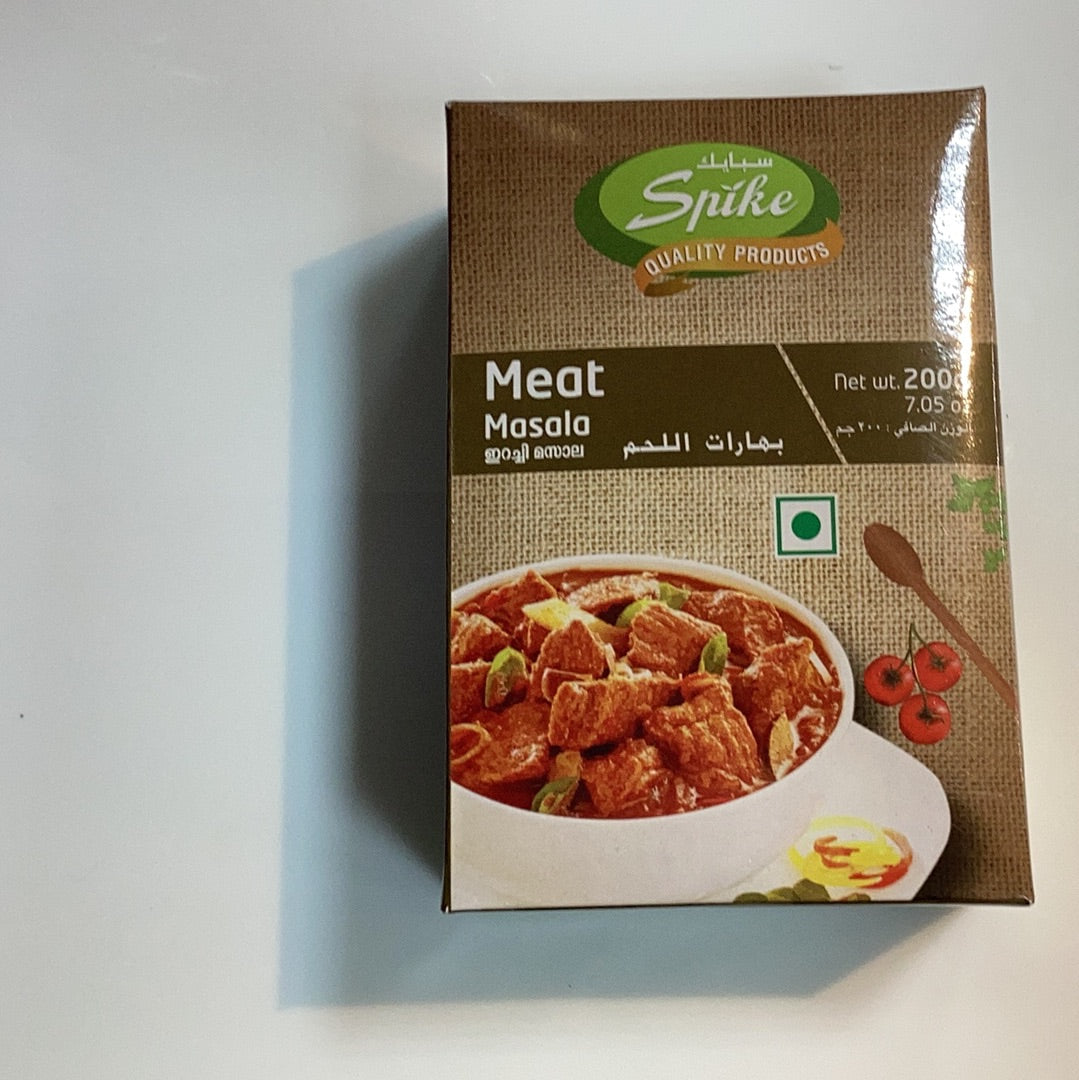 سبايك
Spike
QUALITY PRODUCTS
Meat
Masala
ഇറച്ചി മസാല
بهارات اللحم
Net wt. 200g
7.05 oz
الوزن الصافي : ٢٠٠ جم